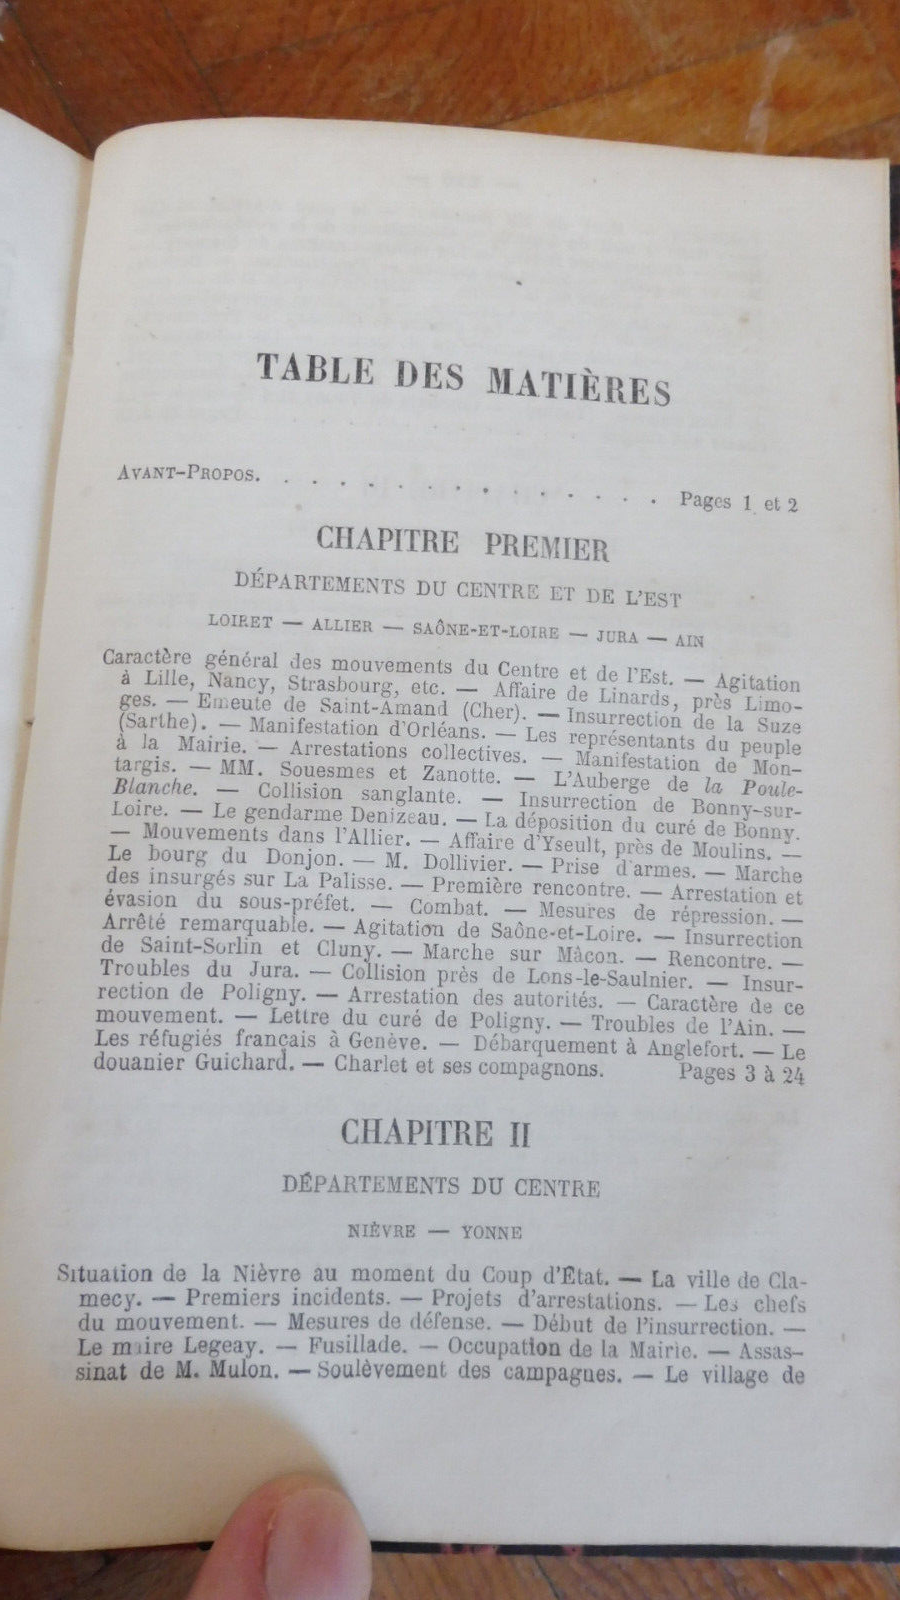 TABLE DES MATIÈRES
AVANT-PROPOS. . . . . . . . . . . . . . . Pages 1 et 2
CHAPITRE PREMIER
DÉPARTEMENTS DU CENTRE ET DE L'EST
LOIRET — ALLIER — SAÔNE-ET-LOIRE — JURA — AIN
Caractère général des mouvements du Centre et de l'Est. — Agitation
à Lille, Nancy, Strasbourg, etc. — Affaire de Linards, près Limo-
ges. — Emeute de Saint-Amand (Cher). — Insurrection de la Suze
(Sarthe). — Manifestation d'Orléans. — Les représentants du peuple
à la Mairie. — Arrestations collectives. — Manifestation de Mon-
targis. — MM. Souesmes et Zanotte. — L'Auberge de la Poule-
Blanche. — Collision sanglante. — Insurrection de Bonny-sur-
Loire. — Le gendarme Denizeau. — La déposition du curé de Bonny.
— Mouvements dans l'Allier. — Affaire d'Yseult, près de Moulins. —
Le bourg du Donjon. — M. Dollivier. — Prise d'armes. — Marche
des insurgés sur La Palisse. — Première rencontre. — Arrestation et
évasion du sous-préfet. — Combat. — Mesures de répression. —
Arrêté remarquable. — Agitation de Saône-et-Loire. — Insurrection
de Saint-Sorlin et Cluny. — Marche sur Mâcon. — Rencontre. —
Troubles du Jura. — Collision près de Lons-le-Saulnier. — Insur-
rection de Poligny. — Arrestation des autorités. — Caractère de ce
mouvement. — Lettre du curé de Poligny. — Troubles de l'Ain. —
Les réfugiés français à Genève. — Débarquement à Anglefort. — Le
douanier Guichard. — Charlet et ses compagnons. Pages 3 à 24
CHAPITRE II
DÉPARTEMENTS DU CENTRE
NIÈVRE — YONNE
Situation de la Nièvre au moment du Coup d'État. — La ville de Cla-
mecy. — Premiers incidents. — Projets d'arrestations. — Les chefs
du mouvement. — Mesures de défense. — Début de l'insurrection. —
Le maire Legeay. — Fusillade. — Occupation de la Mairie. — Assas-
sinat de M. Mulon. — Soulèvement des campagnes. — Le village de